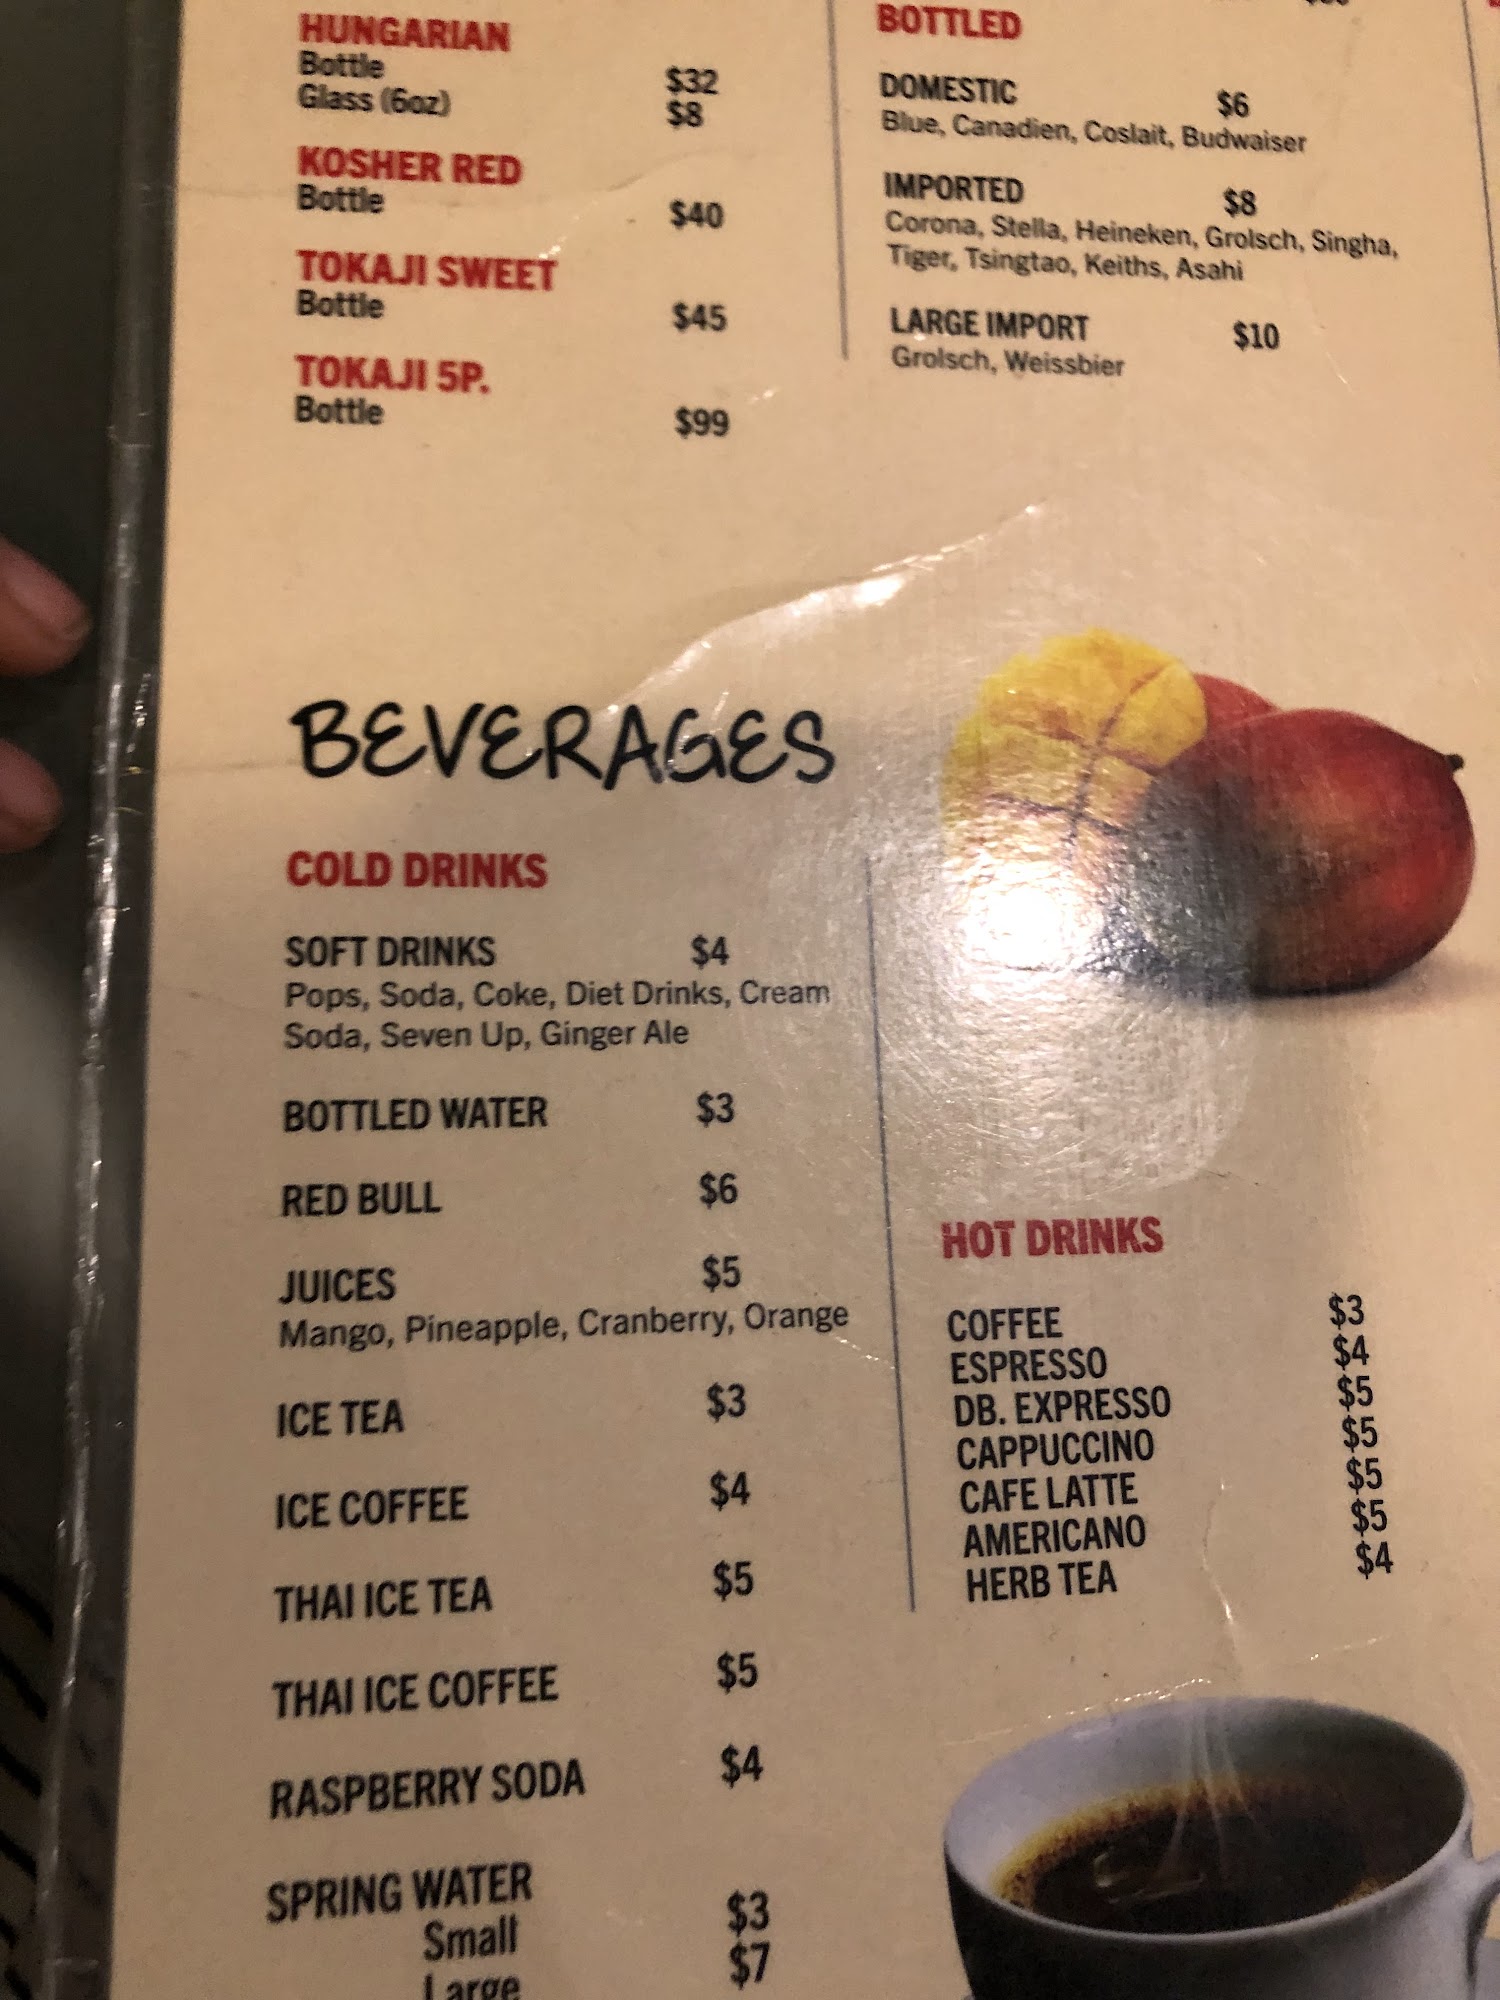 HUNGARIAN
Bottle $32
Glass (6oz) $8
KOSHER RED
Bottle $40
TOKAJI SWEET
Bottle $45
TOKAJI 5P.
Bottle $99
BOTTLED
DOMESTIC $6
Blue, Canadien, Coslait, Budwaiser
IMPORTED $8
Corona, Stella, Heineken, Grolsch, Singha,
Tiger, Tsingtao, Keiths, Asahi
LARGE IMPORT $10
Grolsch, Weissbier
BEVERAGES
COLD DRINKS
SOFT DRINKS $4
Pops, Soda, Coke, Diet Drinks, Cream
Soda, Seven Up, Ginger Ale
BOTTLED WATER $3
RED BULL $6
JUICES $5
Mango, Pineapple, Cranberry, Orange
ICE TEA $3
ICE COFFEE $4
THAI ICE TEA $5
THAI ICE COFFEE $5
RASPBERRY SODA $4
SPRING WATER
Small $3
Large $7
HOT DRINKS
COFFEE $3
ESPRESSO $4
DB. EXPRESSO $5
CAPPUCCINO $5
CAFE LATTE $5
AMERICANO $5
HERB TEA $4